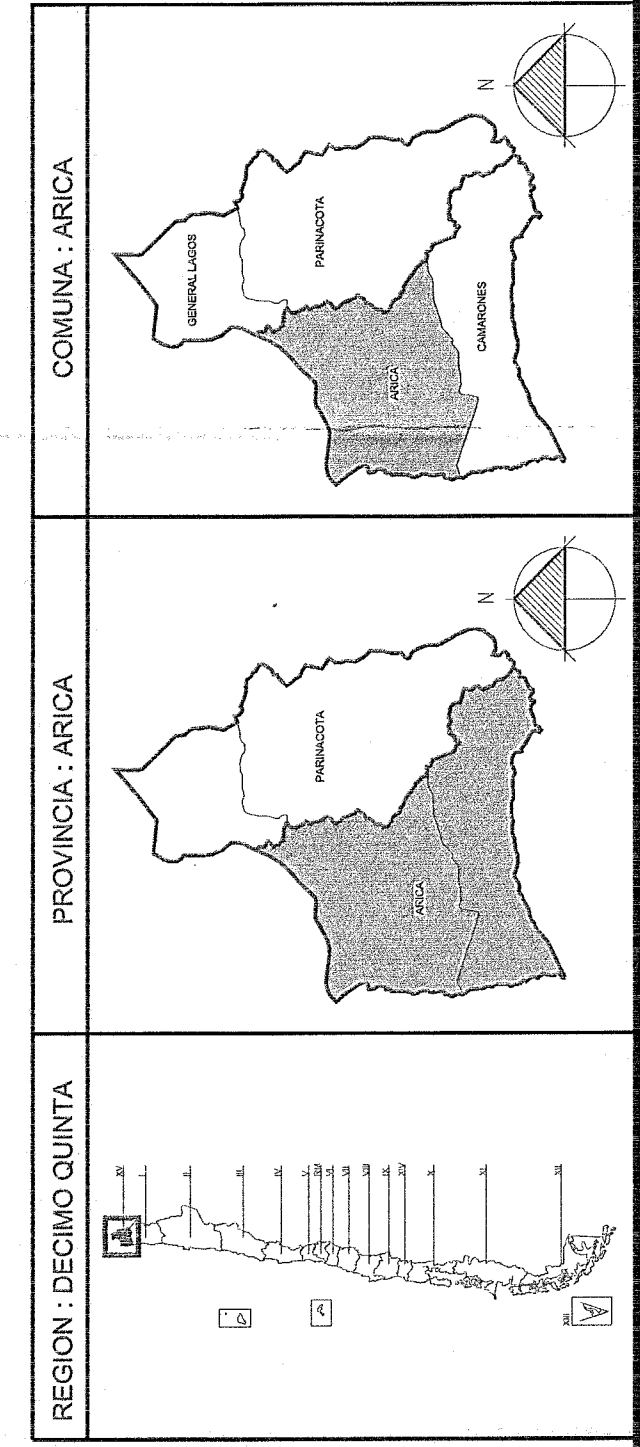 REGION : DECIMO QUINTA
XV
I
II
III
IV
V
RM
VI
VII
VIII
IX
XIV
X
XI
XII
XIII
PROVINCIA : ARICA
PARINACOTA
ARICA
N
COMUNA : ARICA
GENERAL LAGOS
PARINACOTA
ARICA
CAMARONES
N